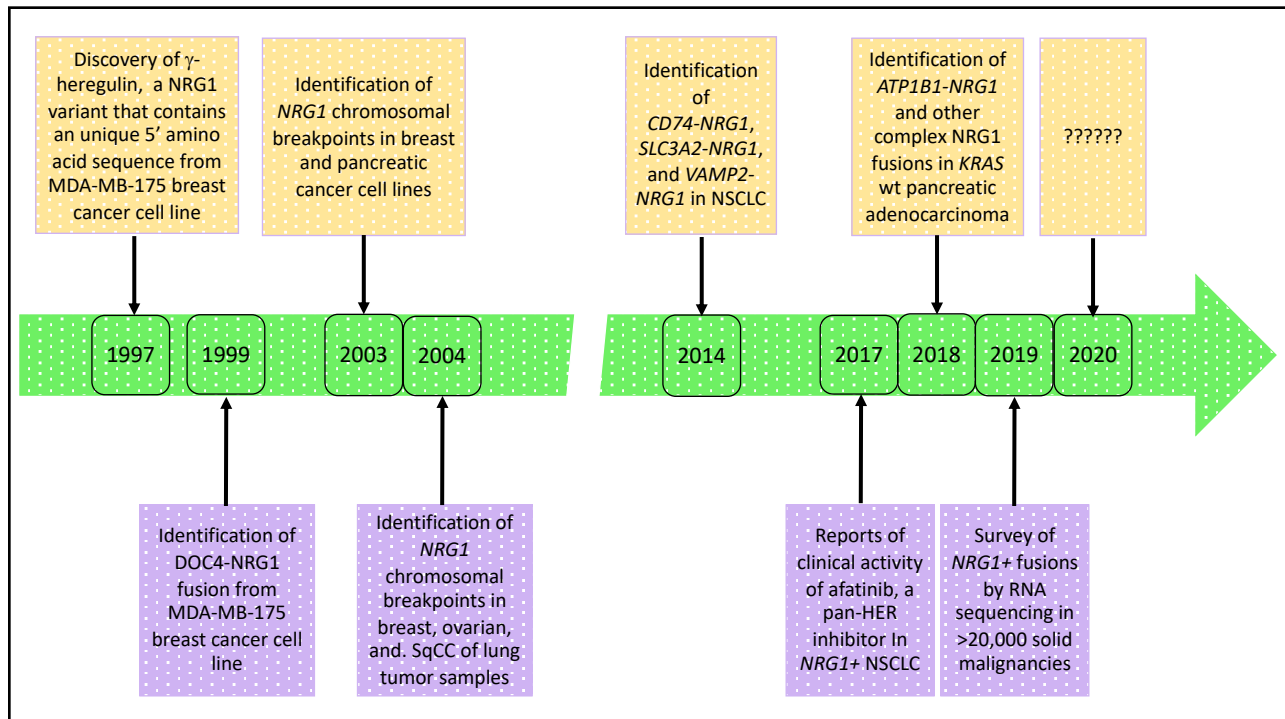 Discovery of γ-
heregulin, a NRG1
variant that contains
an unique 5’ amino
acid sequence from
MDA-MB-175 breast
cancer cell line
Identification of
NRG1 chromosomal
breakpoints in breast
and pancreatic
cancer cell lines
Identification
of
CD74-NRG1,
SLC3A2-NRG1,
and VAMP2-
NRG1 in NSCLC
Identification of
ATP1B1-NRG1
and other
complex NRG1
fusions in KRAS
wt pancreatic
adenocarcinoma
??????
1997
1999
2003
2004
2014
2017
2018
2019
2020
Identification of
DOC4-NRG1
fusion from
MDA-MB-175
breast cancer cell
line
Identification of
NRG1
chromosomal
breakpoints in
breast, ovarian,
and. SqCC of lung
tumor samples
Reports of
clinical activity
of afatinib, a
pan-HER
inhibitor In
NRG1+ NSCLC
Survey of
NRG1+ fusions
by RNA
sequencing in
>20,000 solid
malignancies